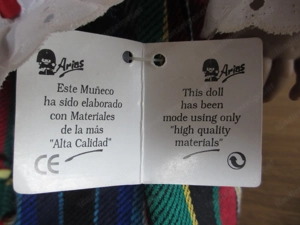 Arias
Este Muñeco
ha sido elaborado
con Materiales
de la más
"Alta Calidad"
CE
Arias
This doll
has been
mode using only
"high quality
materials"